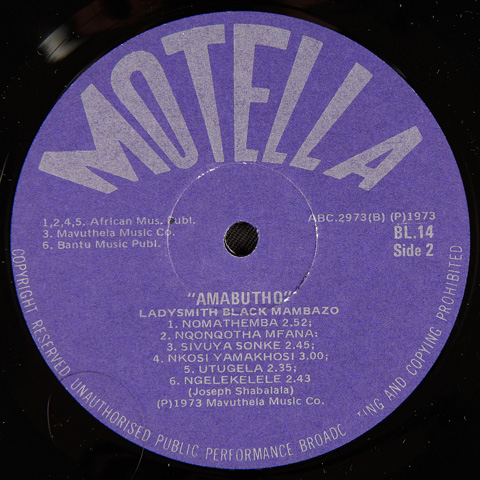 MOTELLA
1,2,4,5. African Mus. Publ.
3. Mavuthela Music Co.
6. Bantu Music Publ.
ABC.2973(B) (P)1973
BL.14
Side 2
"AMABUTHO"
LADYSMITH BLACK MAMBAZO
1. NOMATHEMBA 2.52;
2. NQONQOTHA MFANA;
3. SIVUYA SONKE 2.45;
4. NKOSI YAMAKHOSI 3.00;
5. UTUGELA 2.35;
6. NGELEKELELE 2.43
(Joseph Shabalala)
(P)1973 Mavuthela Music Co.
COPYRIGHT RESERVED UNAUTHORISED PUBLIC PERFORMANCE AND COPYING PROHIBITED